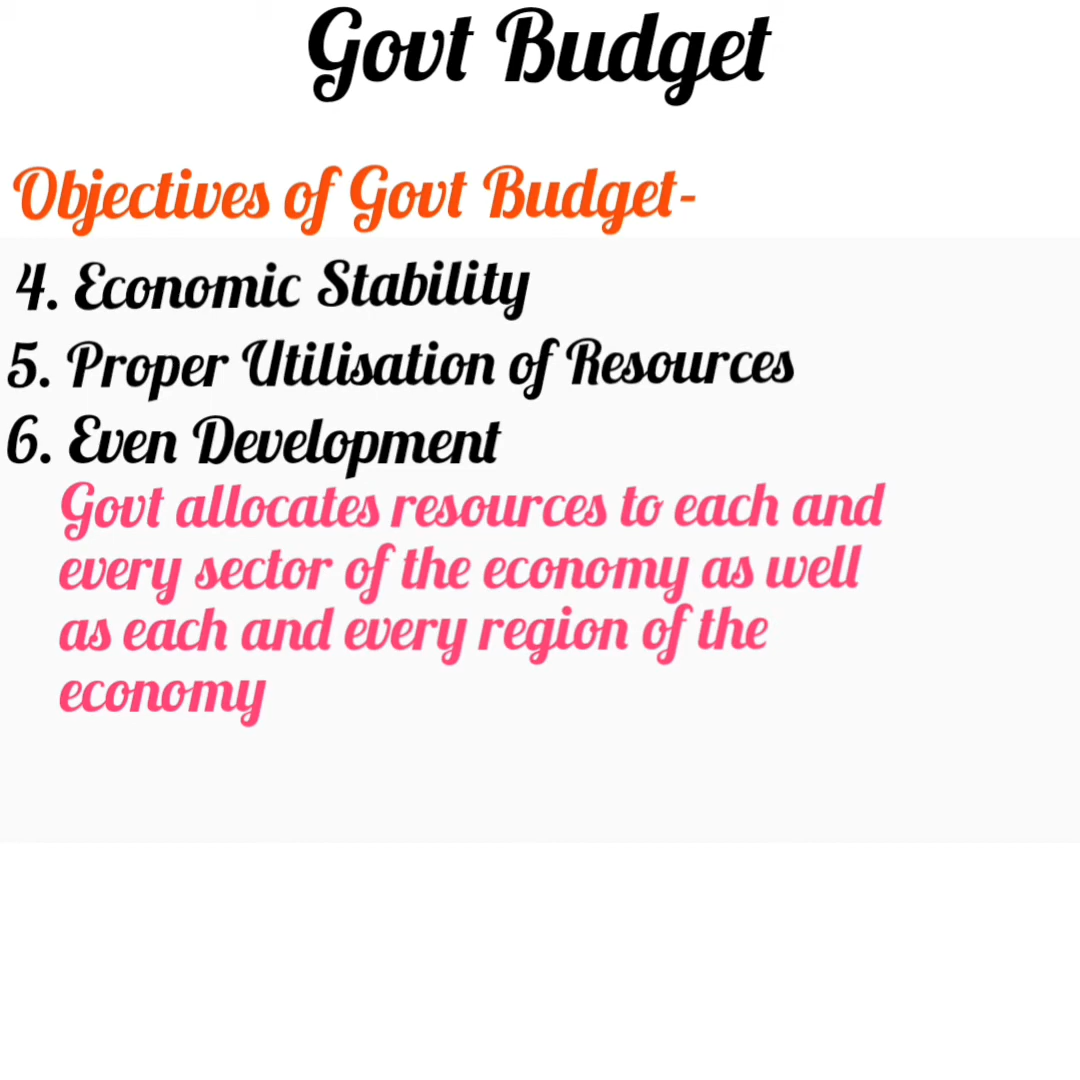 Govt Budget
Objectives of Govt Budget-
4. Economic Stability
5. Proper Utilisation of Resources
6. Even Development
Govt allocates resources to each and
every sector of the economy as well
as each and every region of the
economy